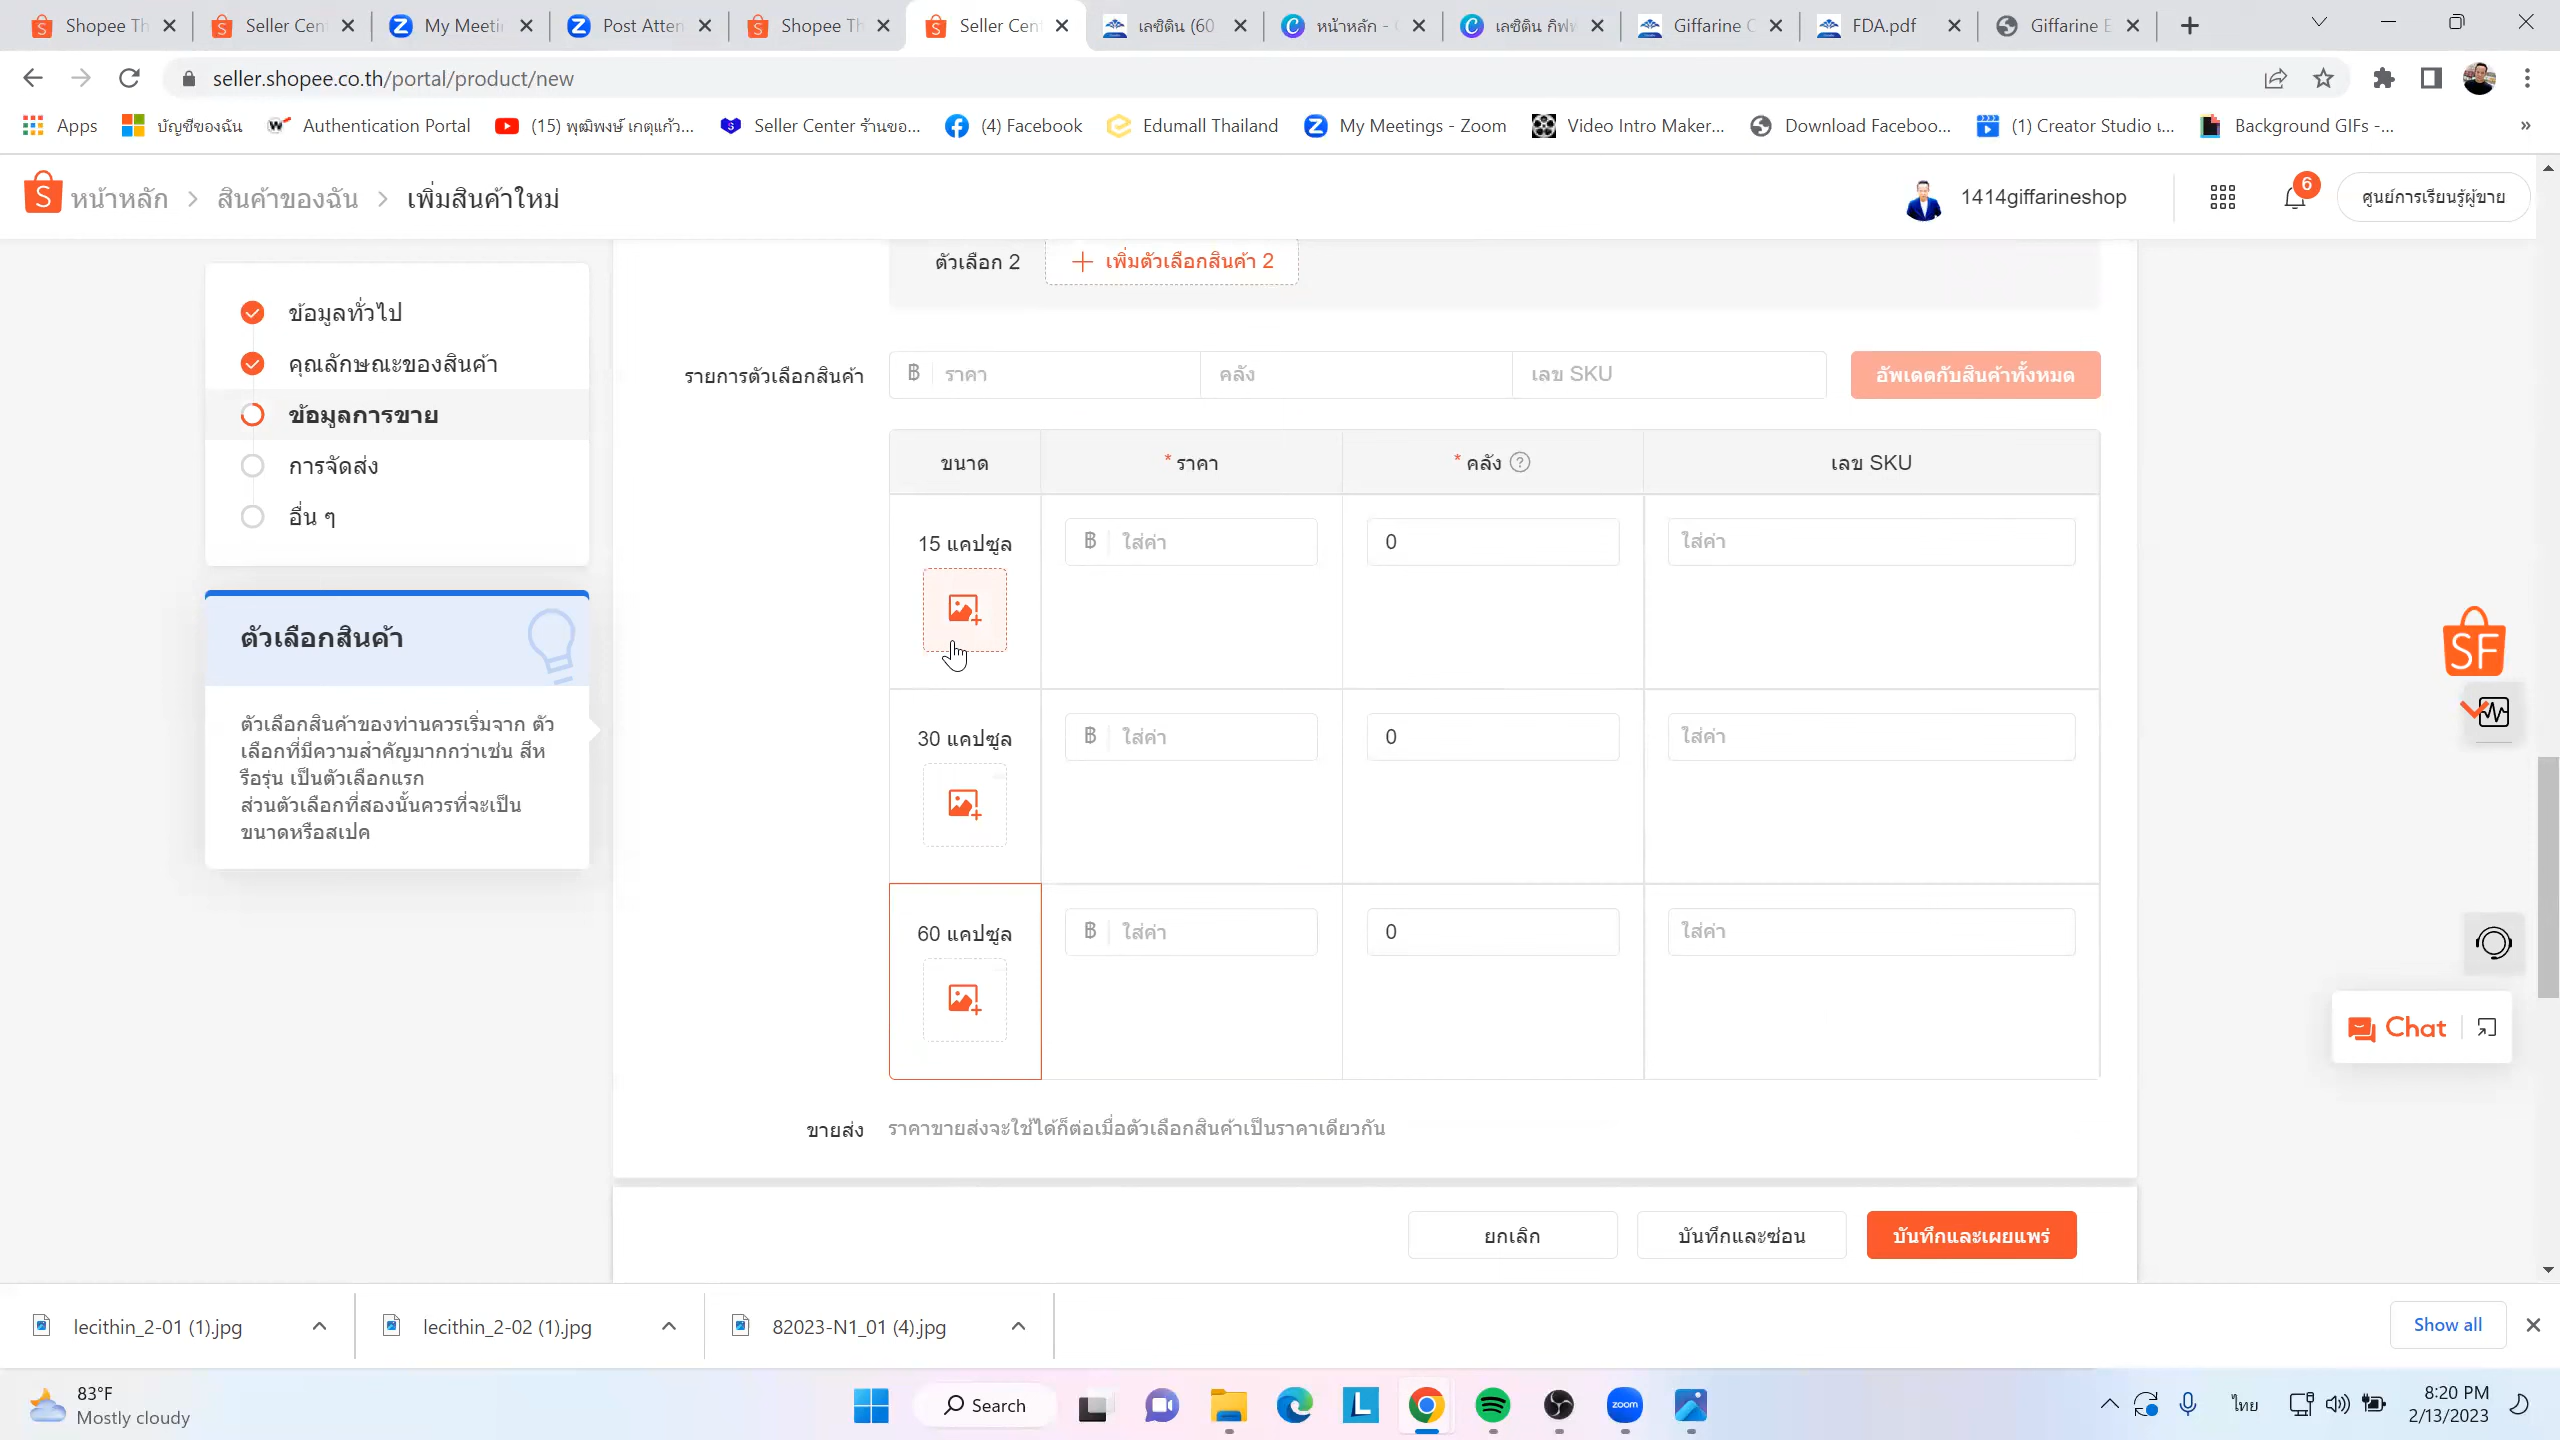 Shopee Th
Seller Cen
My Meeti
Post Atten
Shopee Th
Seller Cen
เลซิติน (60
หน้าหลัก -
เลซิติน กิฟ
Giffarine C
FDA.pdf
Giffarine E
seller.shopee.co.th/portal/product/new
Apps
บัญชีของฉัน
Authentication Portal
(15) พุฒิพงษ์ เกตุแก้ว...
Seller Center ร้านขอ...
(4) Facebook
Edumall Thailand
My Meetings - Zoom
Video Intro Maker...
Download Faceboo...
(1) Creator Studio เ...
Background GIFs -...
»
หน้าหลัก > สินค้าของฉัน > เพิ่มสินค้าใหม่
1414giffarineshop
6
ศูนย์การเรียนรู้ผู้ขาย
ข้อมูลทั่วไป
คุณลักษณะของสินค้า
ข้อมูลการขาย
การจัดส่ง
อื่น ๆ
ตัวเลือกสินค้า
ตัวเลือกสินค้าของท่านควรเริ่มจาก ตัว
เลือกที่มีความสำคัญมากกว่าเช่น สีห
รือรุ่น เป็นตัวเลือกแรก
ส่วนตัวเลือกที่สองนั้นควรที่จะเป็น
ขนาดหรือสเปค
ตัวเลือก 2
เพิ่มตัวเลือกสินค้า 2
รายการตัวเลือกสินค้า
฿ ราคา
คลัง
เลข SKU
อัพเดตกับสินค้าทั้งหมด
ขนาด
* ราคา
* คลัง ?
เลข SKU
15 แคปซูล
฿ ใส่ค่า
0
ใส่ค่า
30 แคปซูล
฿ ใส่ค่า
0
ใส่ค่า
60 แคปซูล
฿ ใส่ค่า
0
ใส่ค่า
ขายส่ง
ราคาขายส่งจะใช้ได้ก็ต่อเมื่อตัวเลือกสินค้าเป็นราคาเดียวกัน
ยกเลิก
บันทึกและซ่อน
บันทึกและเผยแพร่
SF
Chat
lecithin_2-01 (1).jpg
lecithin_2-02 (1).jpg
82023-N1_01 (4).jpg
Show all
83°F
Mostly cloudy
Search
L
zoom
ไทย
8:20 PM
2/13/2023